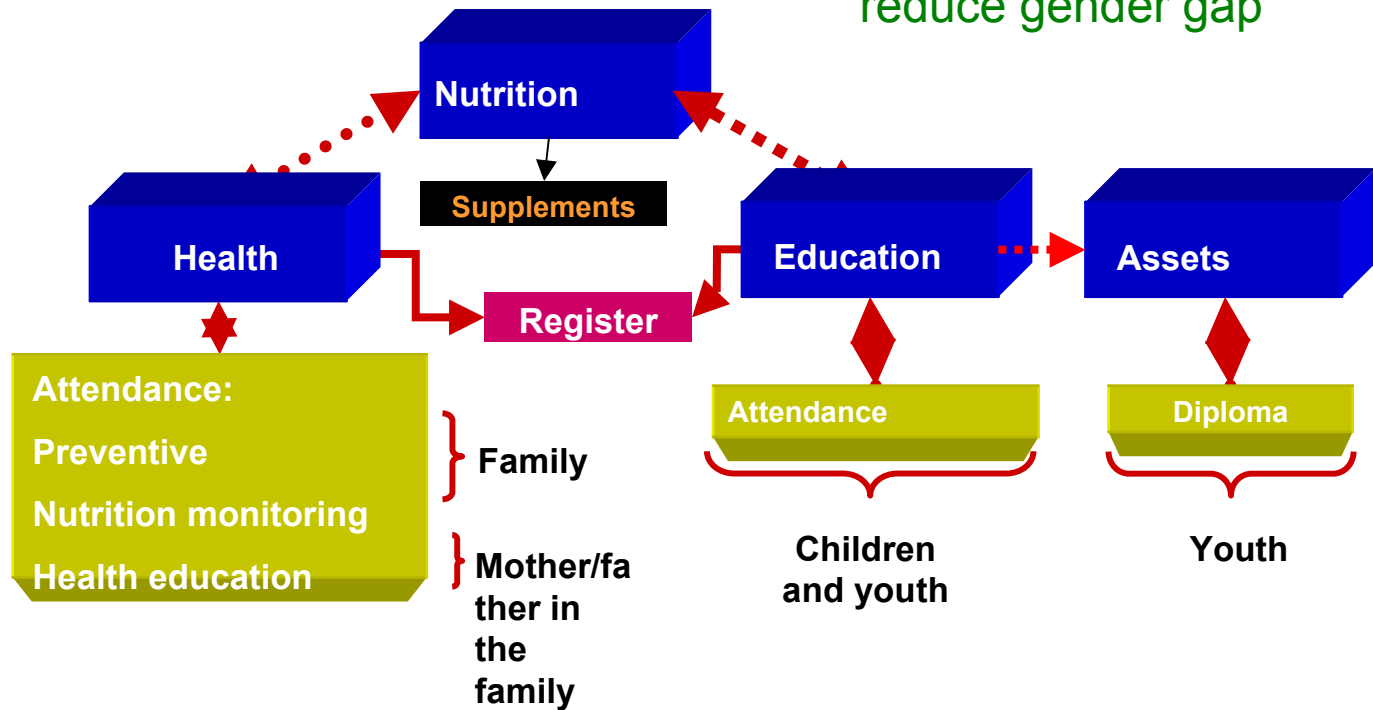 reduce gender gap
Nutrition
Supplements
Health
Education
Assets
Register
Attendance:
Preventive
Nutrition monitoring
Health education
Family
Mother/fa
ther in
the
family
Attendance
Children
and youth
Diploma
Youth